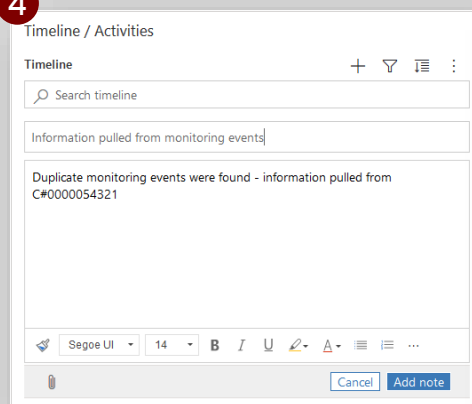 4
Timeline / Activities
Timeline
Search timeline
Information pulled from monitoring events
Duplicate monitoring events were found - information pulled from
C#0000054321
Segoe UI 14 B I U A
Cancel Add note